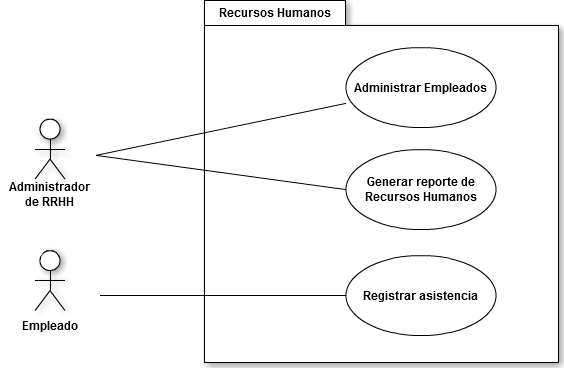 Recursos Humanos
Administrar Empleados
Administrador
de RRHH
Generar reporte de
Recursos Humanos
Empleado
Registrar asistencia